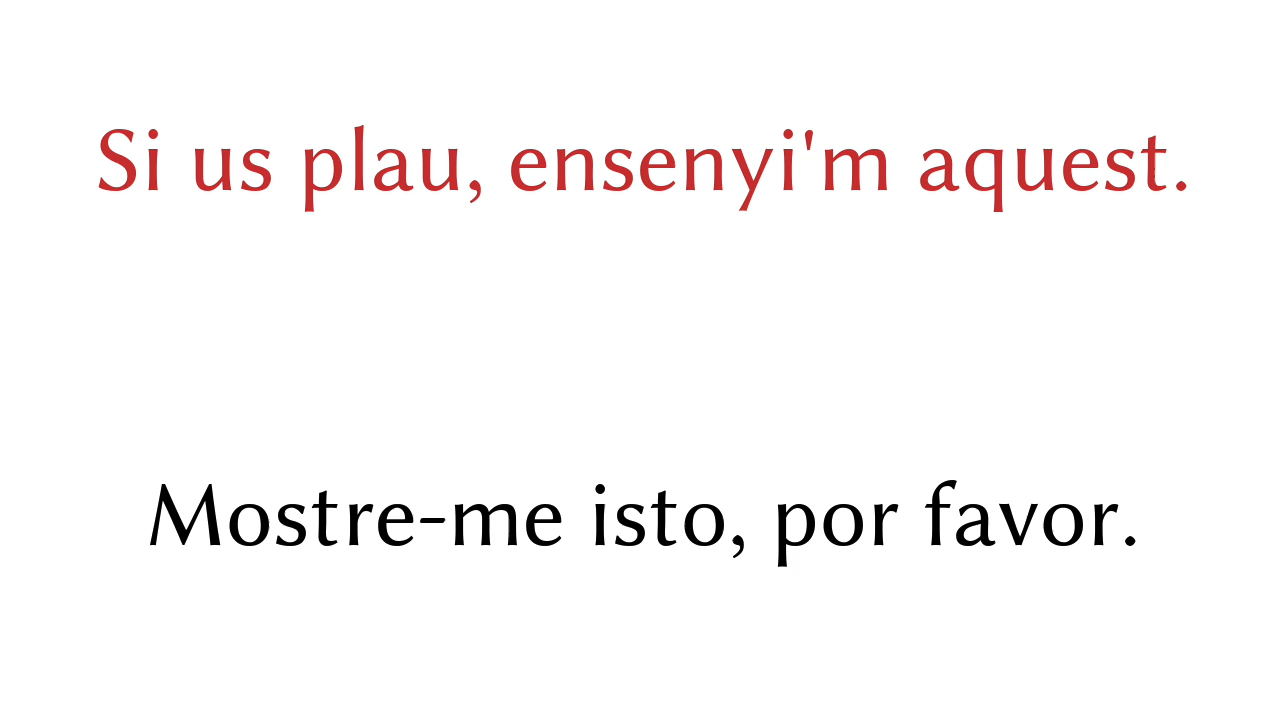 Si us plau, ensenyi'm aquest.
Mostre-me isto, por favor.